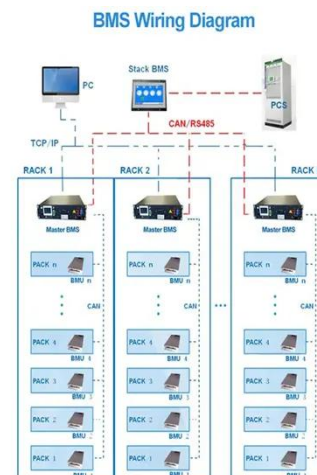 BMS Wiring Diagram
PC
Stack BMS
PCS
CAN/RS485
TCP/IP
RACK 1
RACK 2
RACK
Master BMS
Master BMS
Master BMS
PACK n
BMU n
PACK n
BMU n
PACK n
BMU n
CAN
CAN
CAN
PACK 4
BMU 4
PACK 4
BMU 4
PACK 4
BMU 4
PACK 3
BMU 3
PACK 3
BMU 3
PACK 3
BMU 3
PACK 2
BMU 2
PACK 2
BMU 2
PACK 2
BMU 2
PACK 1
PACK 1
PACK 1